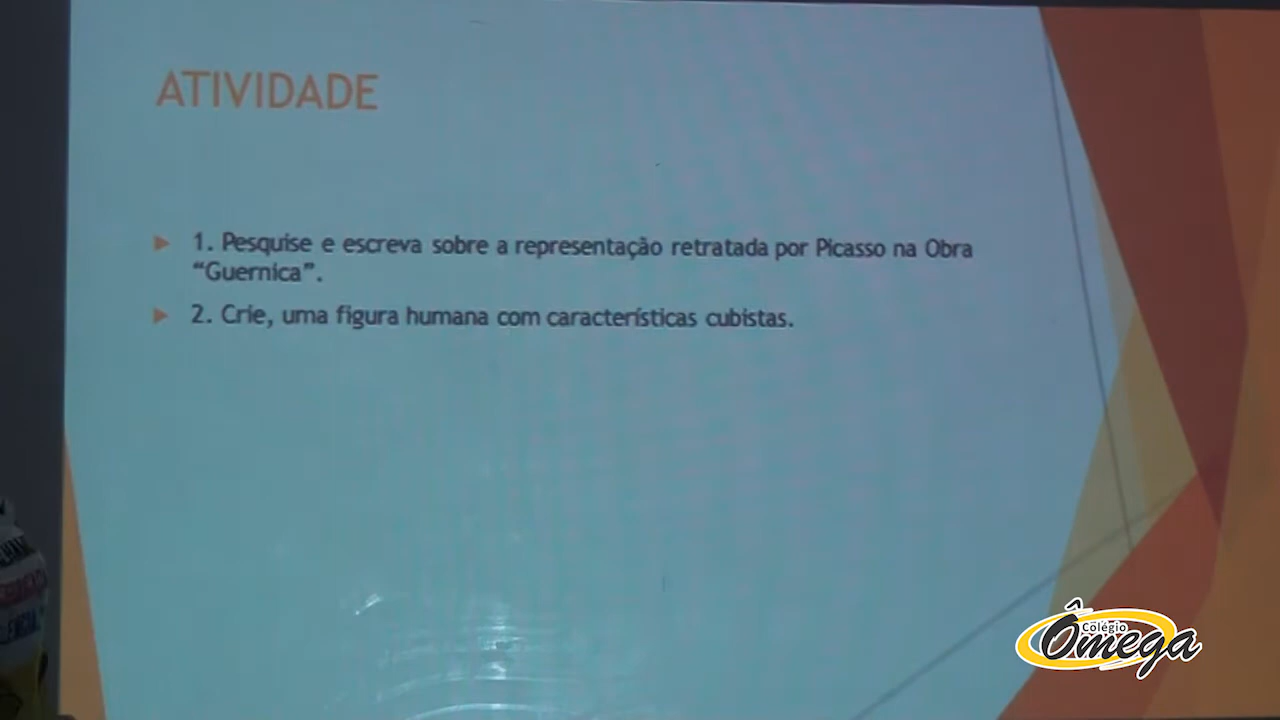 ATIVIDADE
1. Pesquise e escreva sobre a representação retratada por Picasso na Obra
“Guernica”.
2. Crie, uma figura humana com características cubistas.
Colégio
Ômega